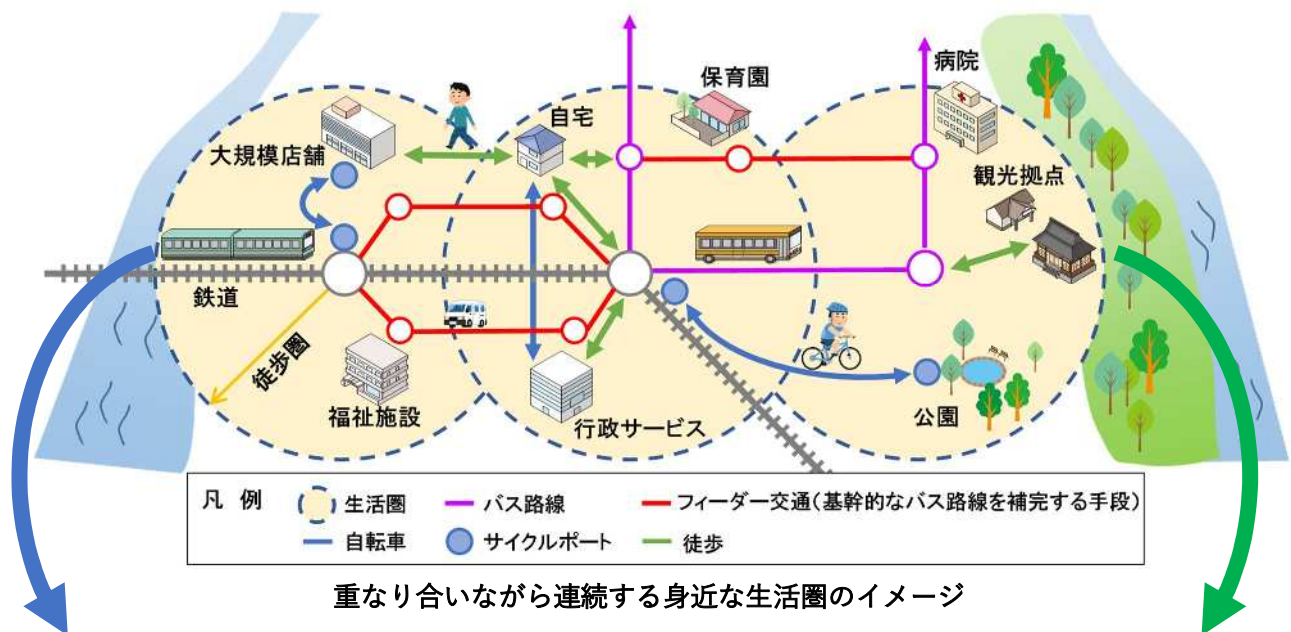 病院
保育園
自宅
大規模店舗
観光拠点
鉄道
徒歩圏
福祉施設
行政サービス
公園
凡 例
生活圏
バス路線
フィーダー交通(基幹的なバス路線を補完する手段)
自転車
サイクルポート
徒歩
重なり合いながら連続する身近な生活圏のイメージ